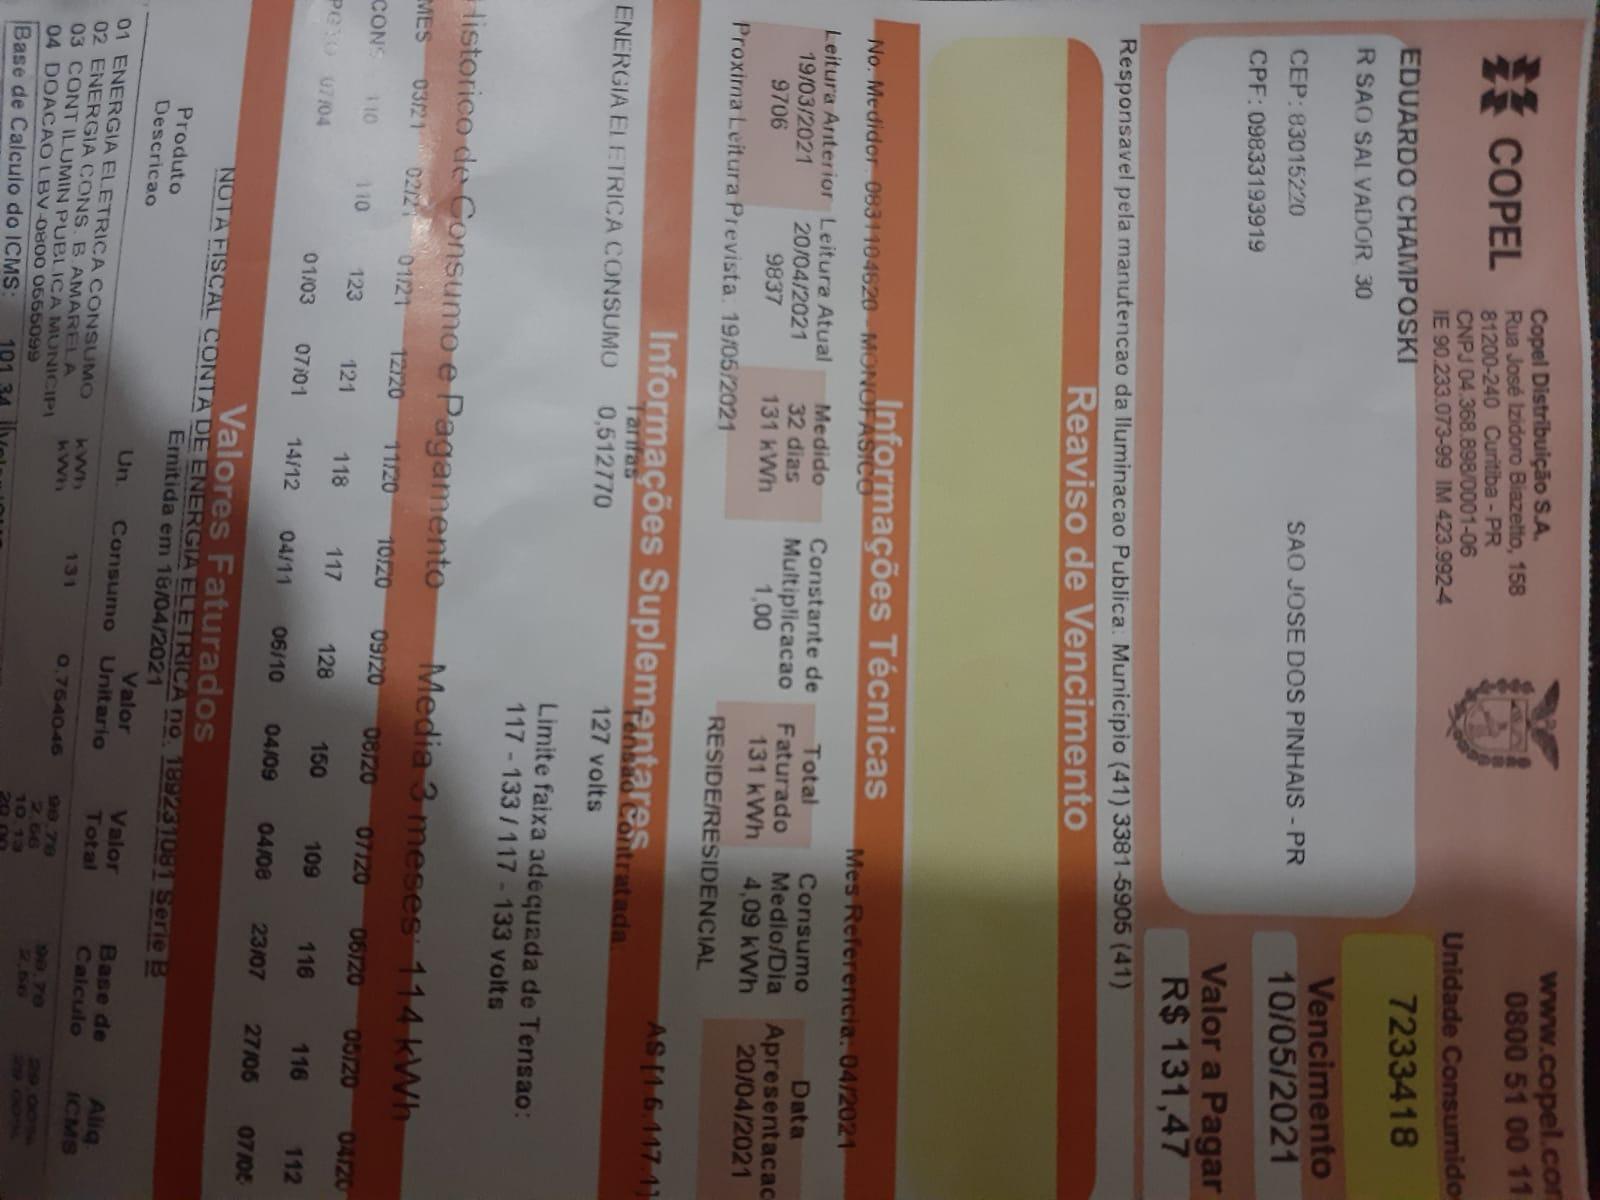 COPEL
Copel Distribuição S.A.
Rua José Izidoro Biazetto, 158
81200-240 Curitiba - PR
CNPJ 04.368.898/0001-06
IE 90.233.073-99 IM 423.992-4
www.copel.co
0800 51 00 11
Unidade Consumido
7233418
EDUARDO CHAMPOSKI
R SAO SALVADOR 30
CEP: 83015220 SAO JOSE DOS PINHAIS - PR
CPF: 09833193919
Vencimento
10/05/2021
Valor a Pagar
R$ 131,47
Responsavel pela manutencao da Iluminacao Publica: Municipio (41) 3381-5905 (41)
Reaviso de Vencimento
Informações Técnicas
No. Medidor: 0831104620 - MONOFASICO Mes Referencia: 04/2021
Leitura Anterior Leitura Atual Medido Constante de Total Consumo Data
Multiplicacao Faturado Medio/Dia Apresentacao
19/03/2021 20/04/2021 32 dias 1,00 131 kWh 4,09 kWh 20/04/2021
9706 9837 131 kWh
Proxima Leitura Prevista: 19/05/2021 RESIDE/RESIDENCIAL
Informações Suplementares AS [1.6.117.1]
Tarifas Tensao Contratada
ENERGIA ELETRICA CONSUMO 0,512770 127 volts
Limite faixa adequada de Tensao:
117 - 133 / 117 - 133 volts
Historico de Consumo e Pagamento Media 3 meses: 114 kWh
MES 03/21 02/21 01/21 12/20 11/20 10/20 09/20 08/20 07/20 06/20 05/20 04/20
CONS 110 110 123 121 118 117 128 150 109 116 116 112
PGTO 07/04 01/03 07/01 14/12 04/11 06/10 04/09 04/08 23/07 27/06 07/05
Valores Faturados
NOTA FISCAL CONTA DE ENERGIA ELETRICA no. 189231081 Serie B
Emitida em 18/04/2021
Produto Un. Consumo Valor Valor Base de Aliq.
Descricao Unitario Total Calculo ICMS
01 ENERGIA ELETRICA CONSUMO kWh 131 0,754046 98,78 98,78 29,00%
02 ENERGIA CONS. B.AMARELA kWh 2,56 2,56 29,00%
03 CONT ILUMIN PUBLICA MUNICIPI 10,13
04 DOACAO LBV-0800 0555099 20,00
Base de Calculo do ICMS: 101,34